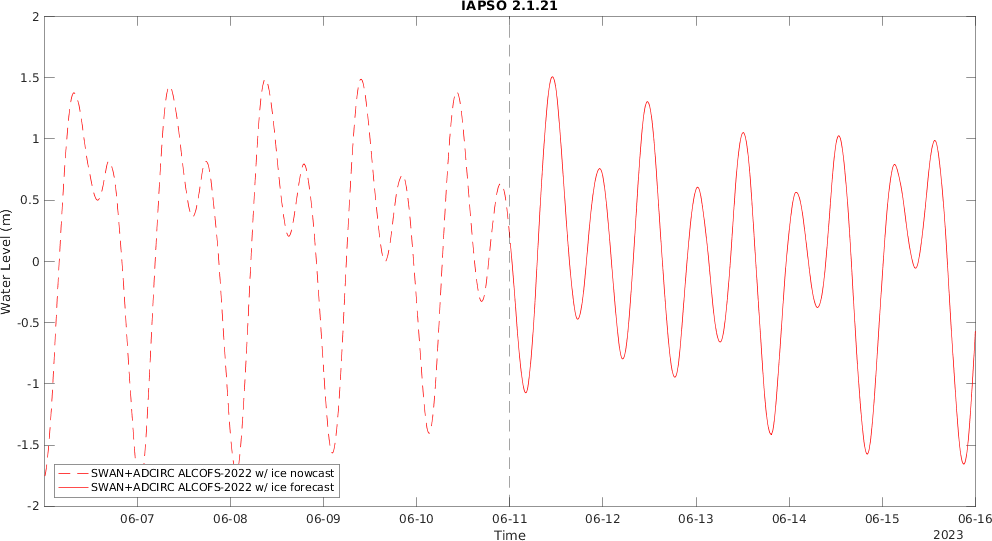 IAPSO 2.1.21
2
1.5
1
0.5
0
-0.5
-1
-1.5
-2
Water Level (m)
SWAN+ADCIRC ALCOFS-2022 w/ ice nowcast
SWAN+ADCIRC ALCOFS-2022 w/ ice forecast
06-07 06-08 06-09 06-10 06-11 06-12 06-13 06-14 06-15 06-16
Time
2023